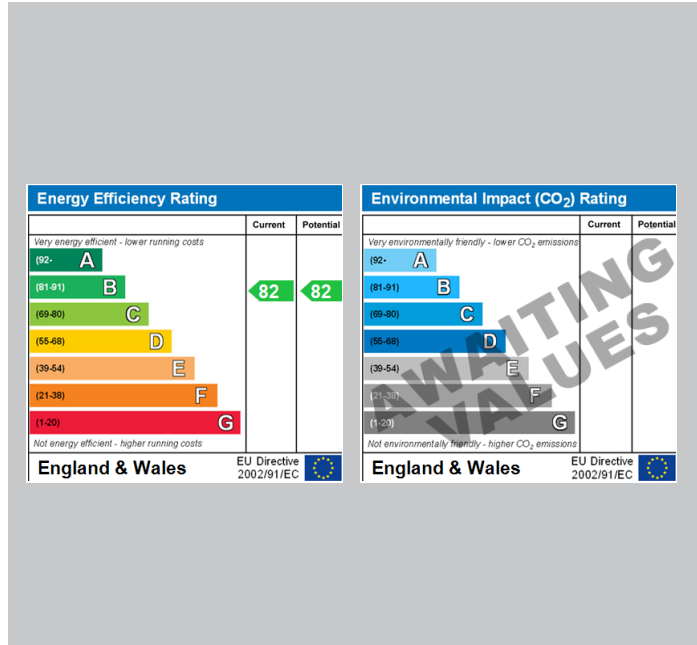 Energy Efficiency Rating
Current Potential
Very energy efficient - lower running costs
(92- A
(81-91) B 82 82
(69-80) C
(55-68) D
(39-54) E
(21-38) F
(1-20) G
Not energy efficient - higher running costs
England & Wales
EU Directive
2002/91/EC
Environmental Impact (CO2) Rating
Current Potential
Very environmentally friendly - lower CO2 emissions
(92- A
(81-91) B
(69-80) C
(55-68) D
(39-54) E
(21-38) F
(1-20) G
AWAITING
VALUES
Not environmentally friendly - higher CO2 emissions
England & Wales
EU Directive
2002/91/EC